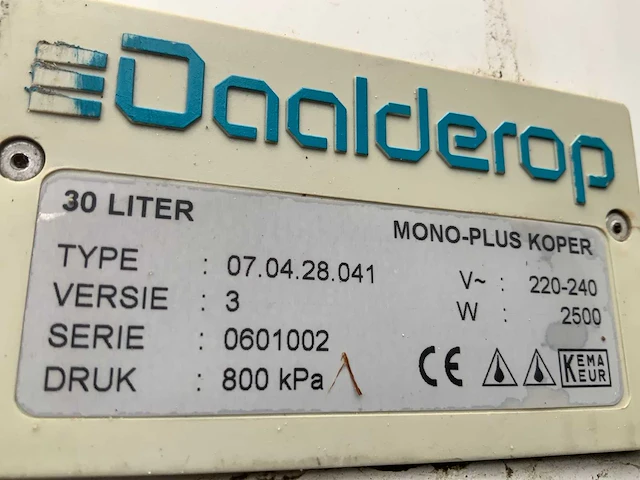 Daalderop
30 LITER
MONO-PLUS KOPER
TYPE : 07.04.28.041
V~ : 220-240
VERSIE : 3
W : 2500
SERIE : 0601002
DRUK : 800 kPa
CE
KEMA
KEUR